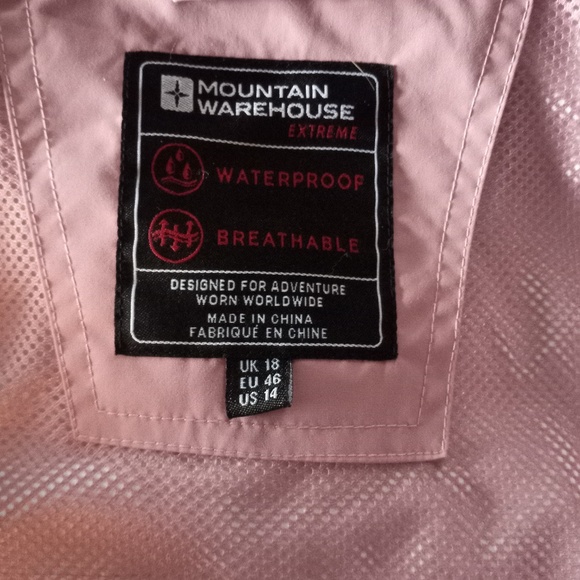 MOUNTAIN
WAREHOUSE
EXTREME
WATERPROOF
BREATHABLE
DESIGNED FOR ADVENTURE
WORN WORLDWIDE
MADE IN CHINA
FABRIQUÉ EN CHINE
UK 18
EU 46
US 14